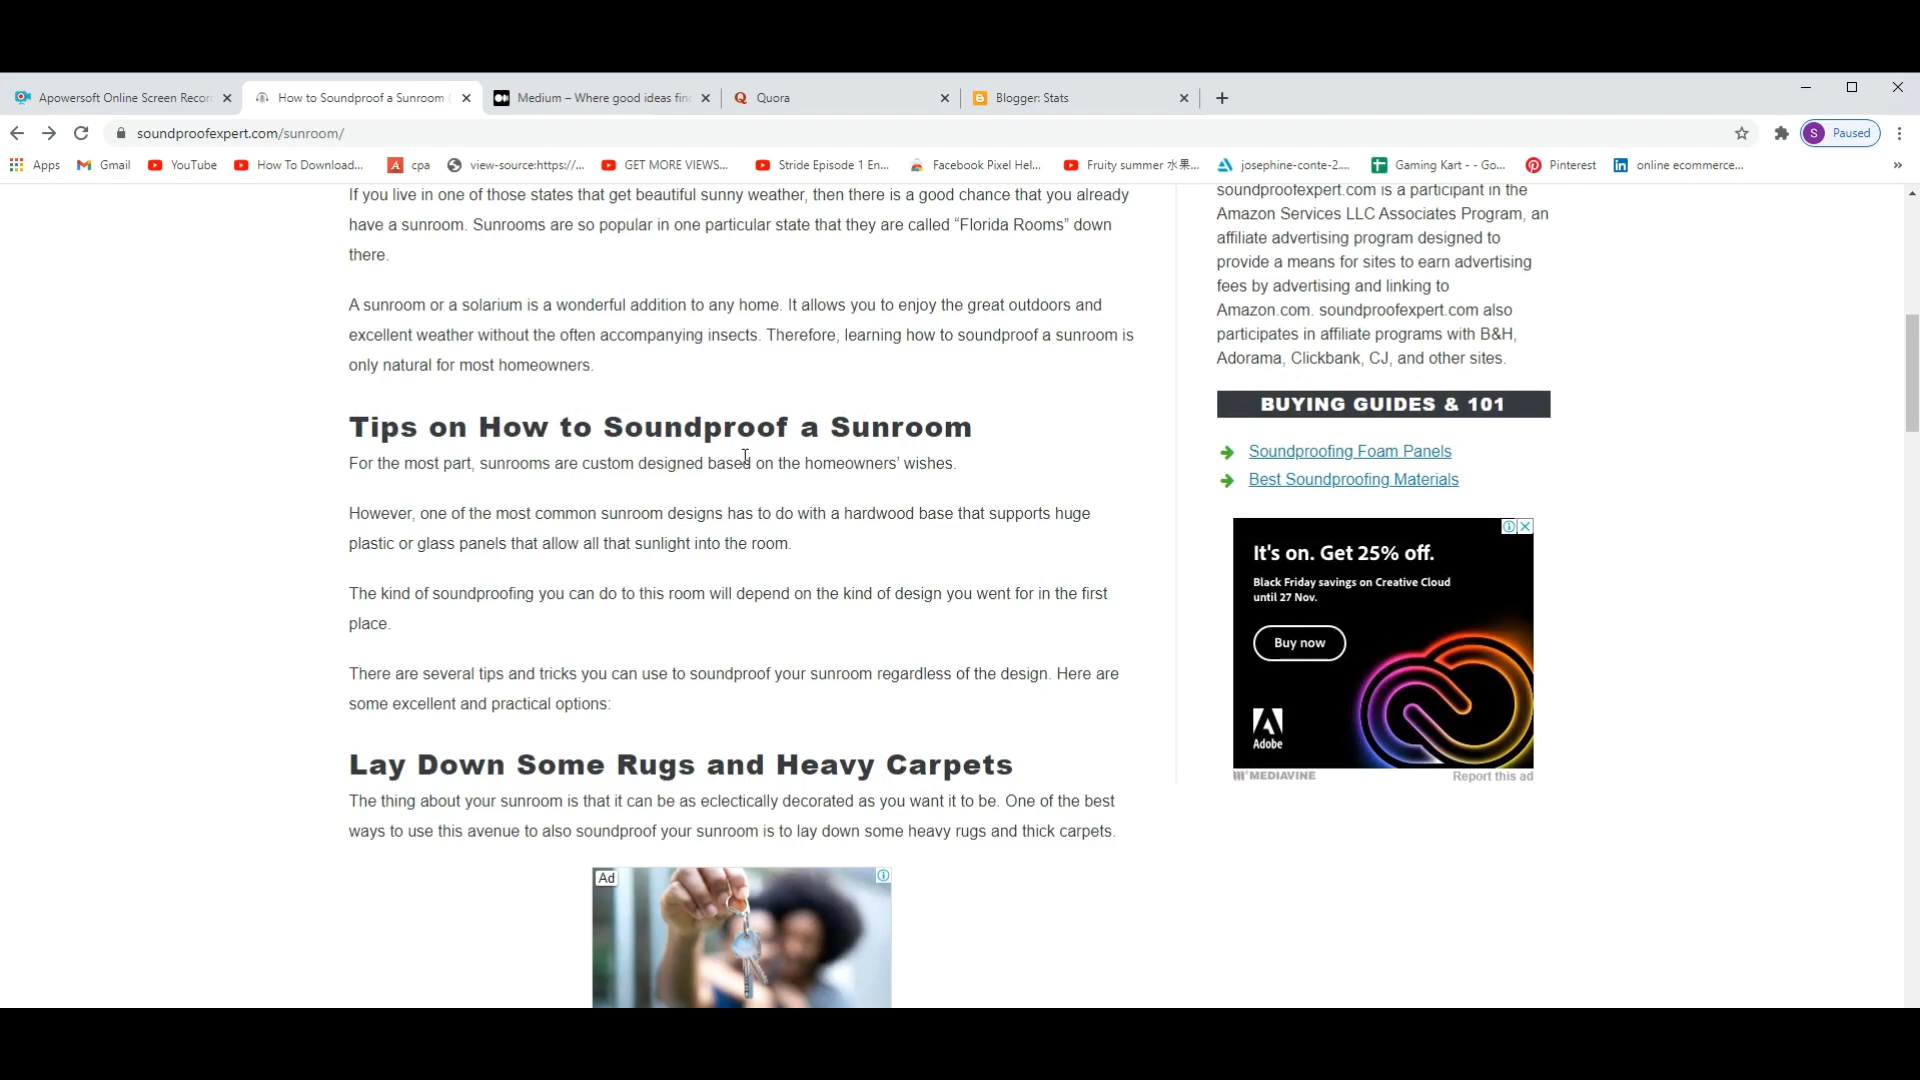 Apowersoft Online Screen Recor
How to Soundproof a Sunroom (
Medium – Where good ideas fin
Quora
Blogger: Stats
soundproofexpert.com/sunroom/
S Paused
Apps
Gmail
YouTube
How To Download...
cpa
view-source:https://...
GET MORE VIEWS...
Stride Episode 1 En...
Facebook Pixel Hel...
Fruity summer 水果...
josephine-conte-2....
Gaming Kart - - Go...
Pinterest
online ecommerce...
»
If you live in one of those states that get beautiful sunny weather, then there is a good chance that you already
have a sunroom. Sunrooms are so popular in one particular state that they are called “Florida Rooms” down
there.
A sunroom or a solarium is a wonderful addition to any home. It allows you to enjoy the great outdoors and
excellent weather without the often accompanying insects. Therefore, learning how to soundproof a sunroom is
only natural for most homeowners.
Tips on How to Soundproof a Sunroom
For the most part, sunrooms are custom designed based on the homeowners’ wishes.
However, one of the most common sunroom designs has to do with a hardwood base that supports huge
plastic or glass panels that allow all that sunlight into the room.
The kind of soundproofing you can do to this room will depend on the kind of design you went for in the first
place.
There are several tips and tricks you can use to soundproof your sunroom regardless of the design. Here are
some excellent and practical options:
Lay Down Some Rugs and Heavy Carpets
The thing about your sunroom is that it can be as eclectically decorated as you want it to be. One of the best
ways to use this avenue to also soundproof your sunroom is to lay down some heavy rugs and thick carpets.
Ad
soundproofexpert.com is a participant in the
Amazon Services LLC Associates Program, an
affiliate advertising program designed to
provide a means for sites to earn advertising
fees by advertising and linking to
Amazon.com. soundproofexpert.com also
participates in affiliate programs with B&H,
Adorama, Clickbank, CJ, and other sites.
BUYING GUIDES & 101
Soundproofing Foam Panels
Best Soundproofing Materials
It's on. Get 25% off.
Black Friday savings on Creative Cloud
until 27 Nov.
Buy now
Adobe
MEDIAVINE
Report this ad